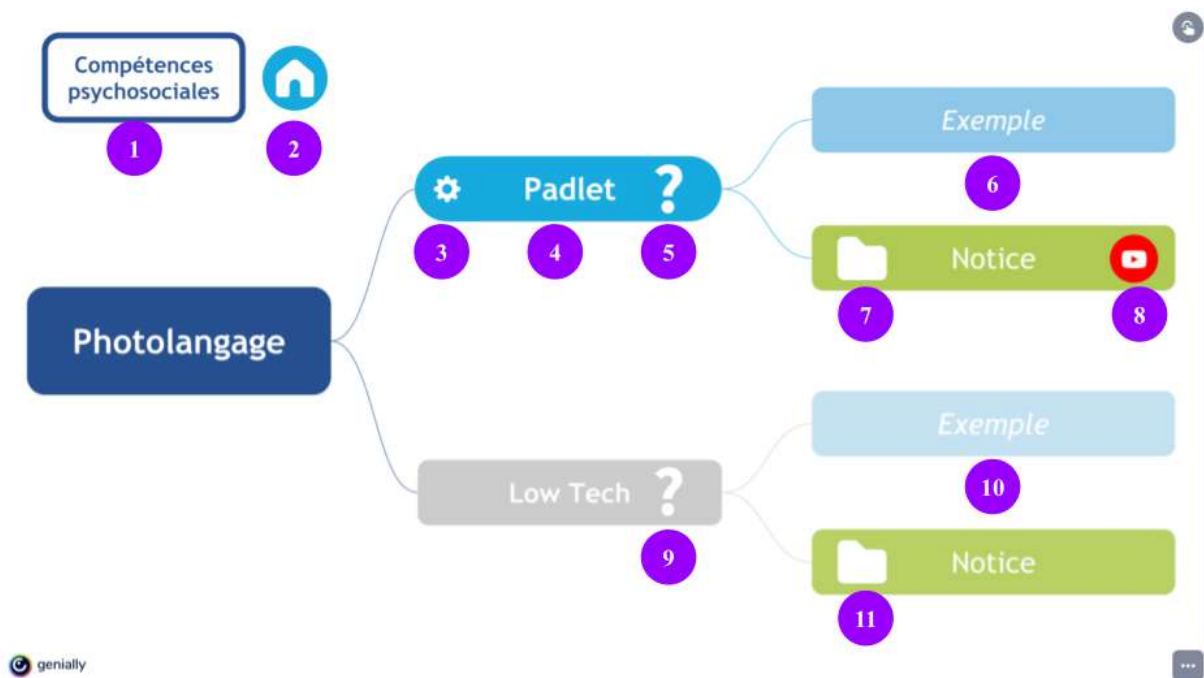 Compétences
psychosociales
1
2
Exemple
6
Padlet
?
3
4
5
Notice
7
8
Photolangage
Exemple
10
Low Tech
?
9
Notice
11
genially